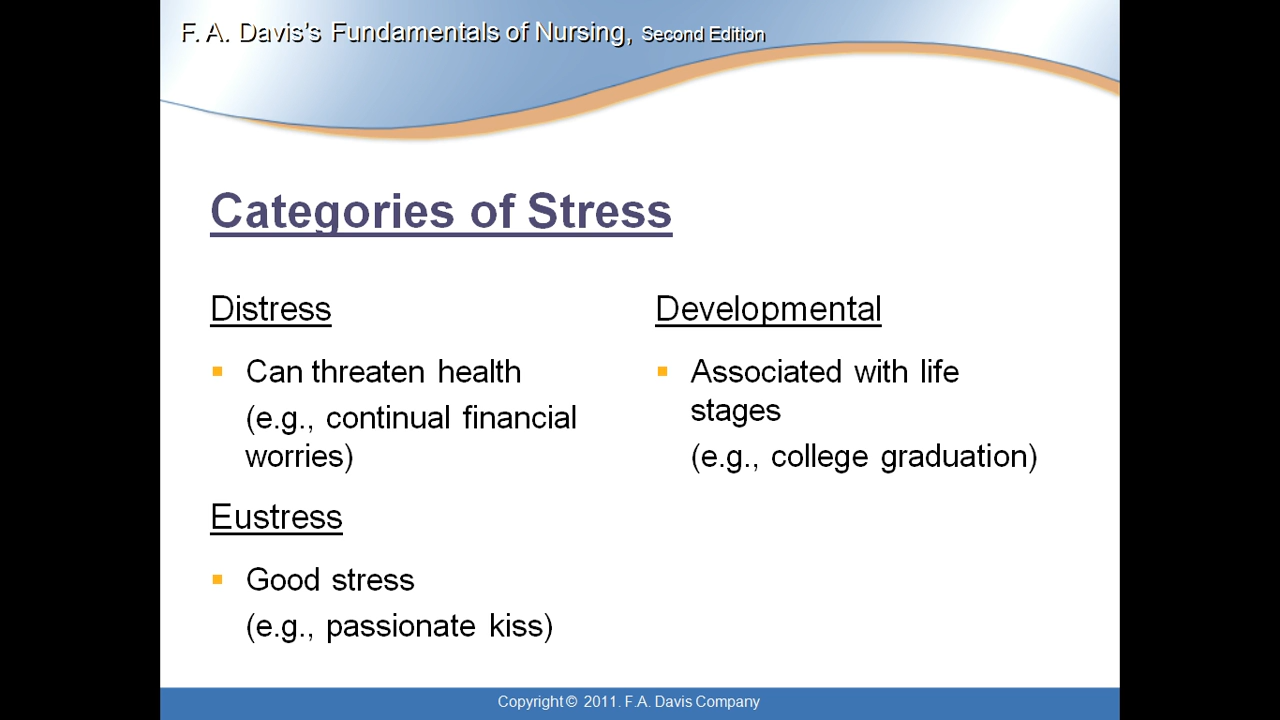 F. A. Davis's Fundamentals of Nursing, Second Edition
Categories of Stress
Distress
Can threaten health
(e.g., continual financial
worries)
Eustress
Good stress
(e.g., passionate kiss)
Developmental
Associated with life
stages
(e.g., college graduation)
Copyright © 2011. F.A. Davis Company